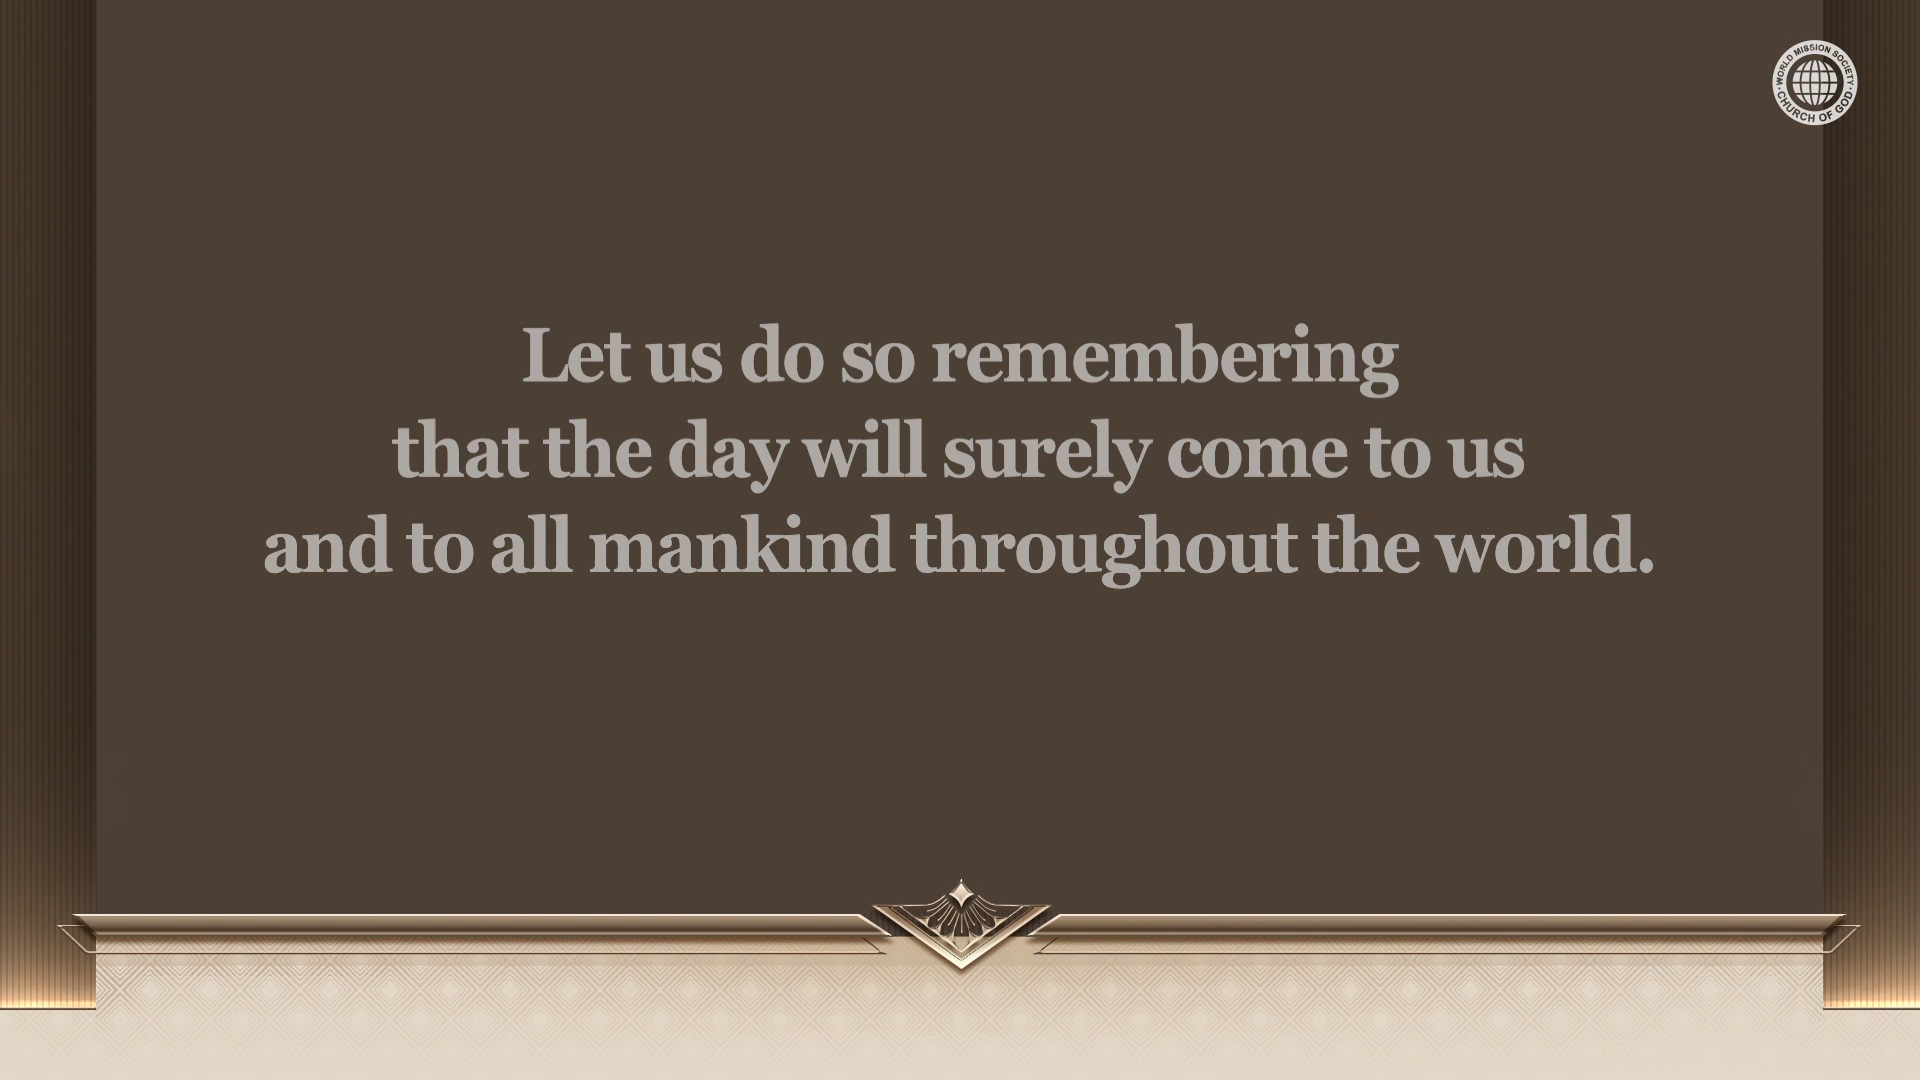 WORLD MISSION SOCIETY
CHURCH OF GOD
Let us do so remembering
that the day will surely come to us
and to all mankind throughout the world.